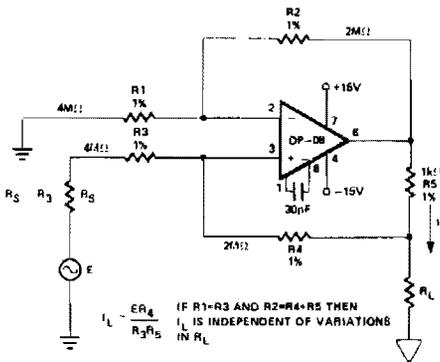 R2
1%
2MΩ
4MΩ
R1
1%
R3
1%
4MΩ
+15V
2
7
OP-08
6
3
8
4
1
-15V
30pF
1kΩ
R5
1%
RS
R3
RS
2MΩ
R4
1%
RL
E
IL = ER4 / R3R5
IF R1=R3 AND R2=R4+R5 THEN
IL IS INDEPENDENT OF VARIATIONS
IN RL